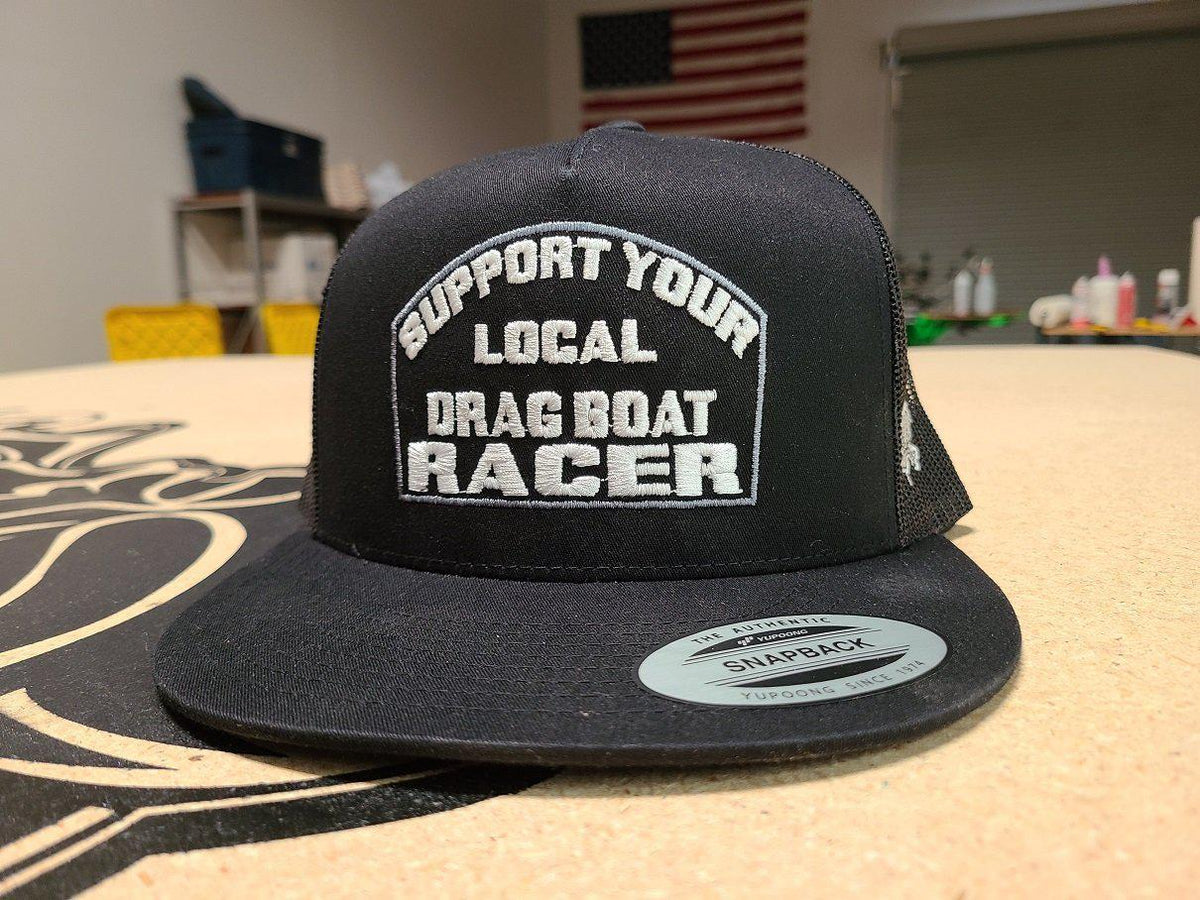 SUPPORT YOUR
LOCAL
DRAG BOAT
RACER
THE AUTHENTIC
YUPOONG
SNAPBACK
YUPOONG SINCE 1974